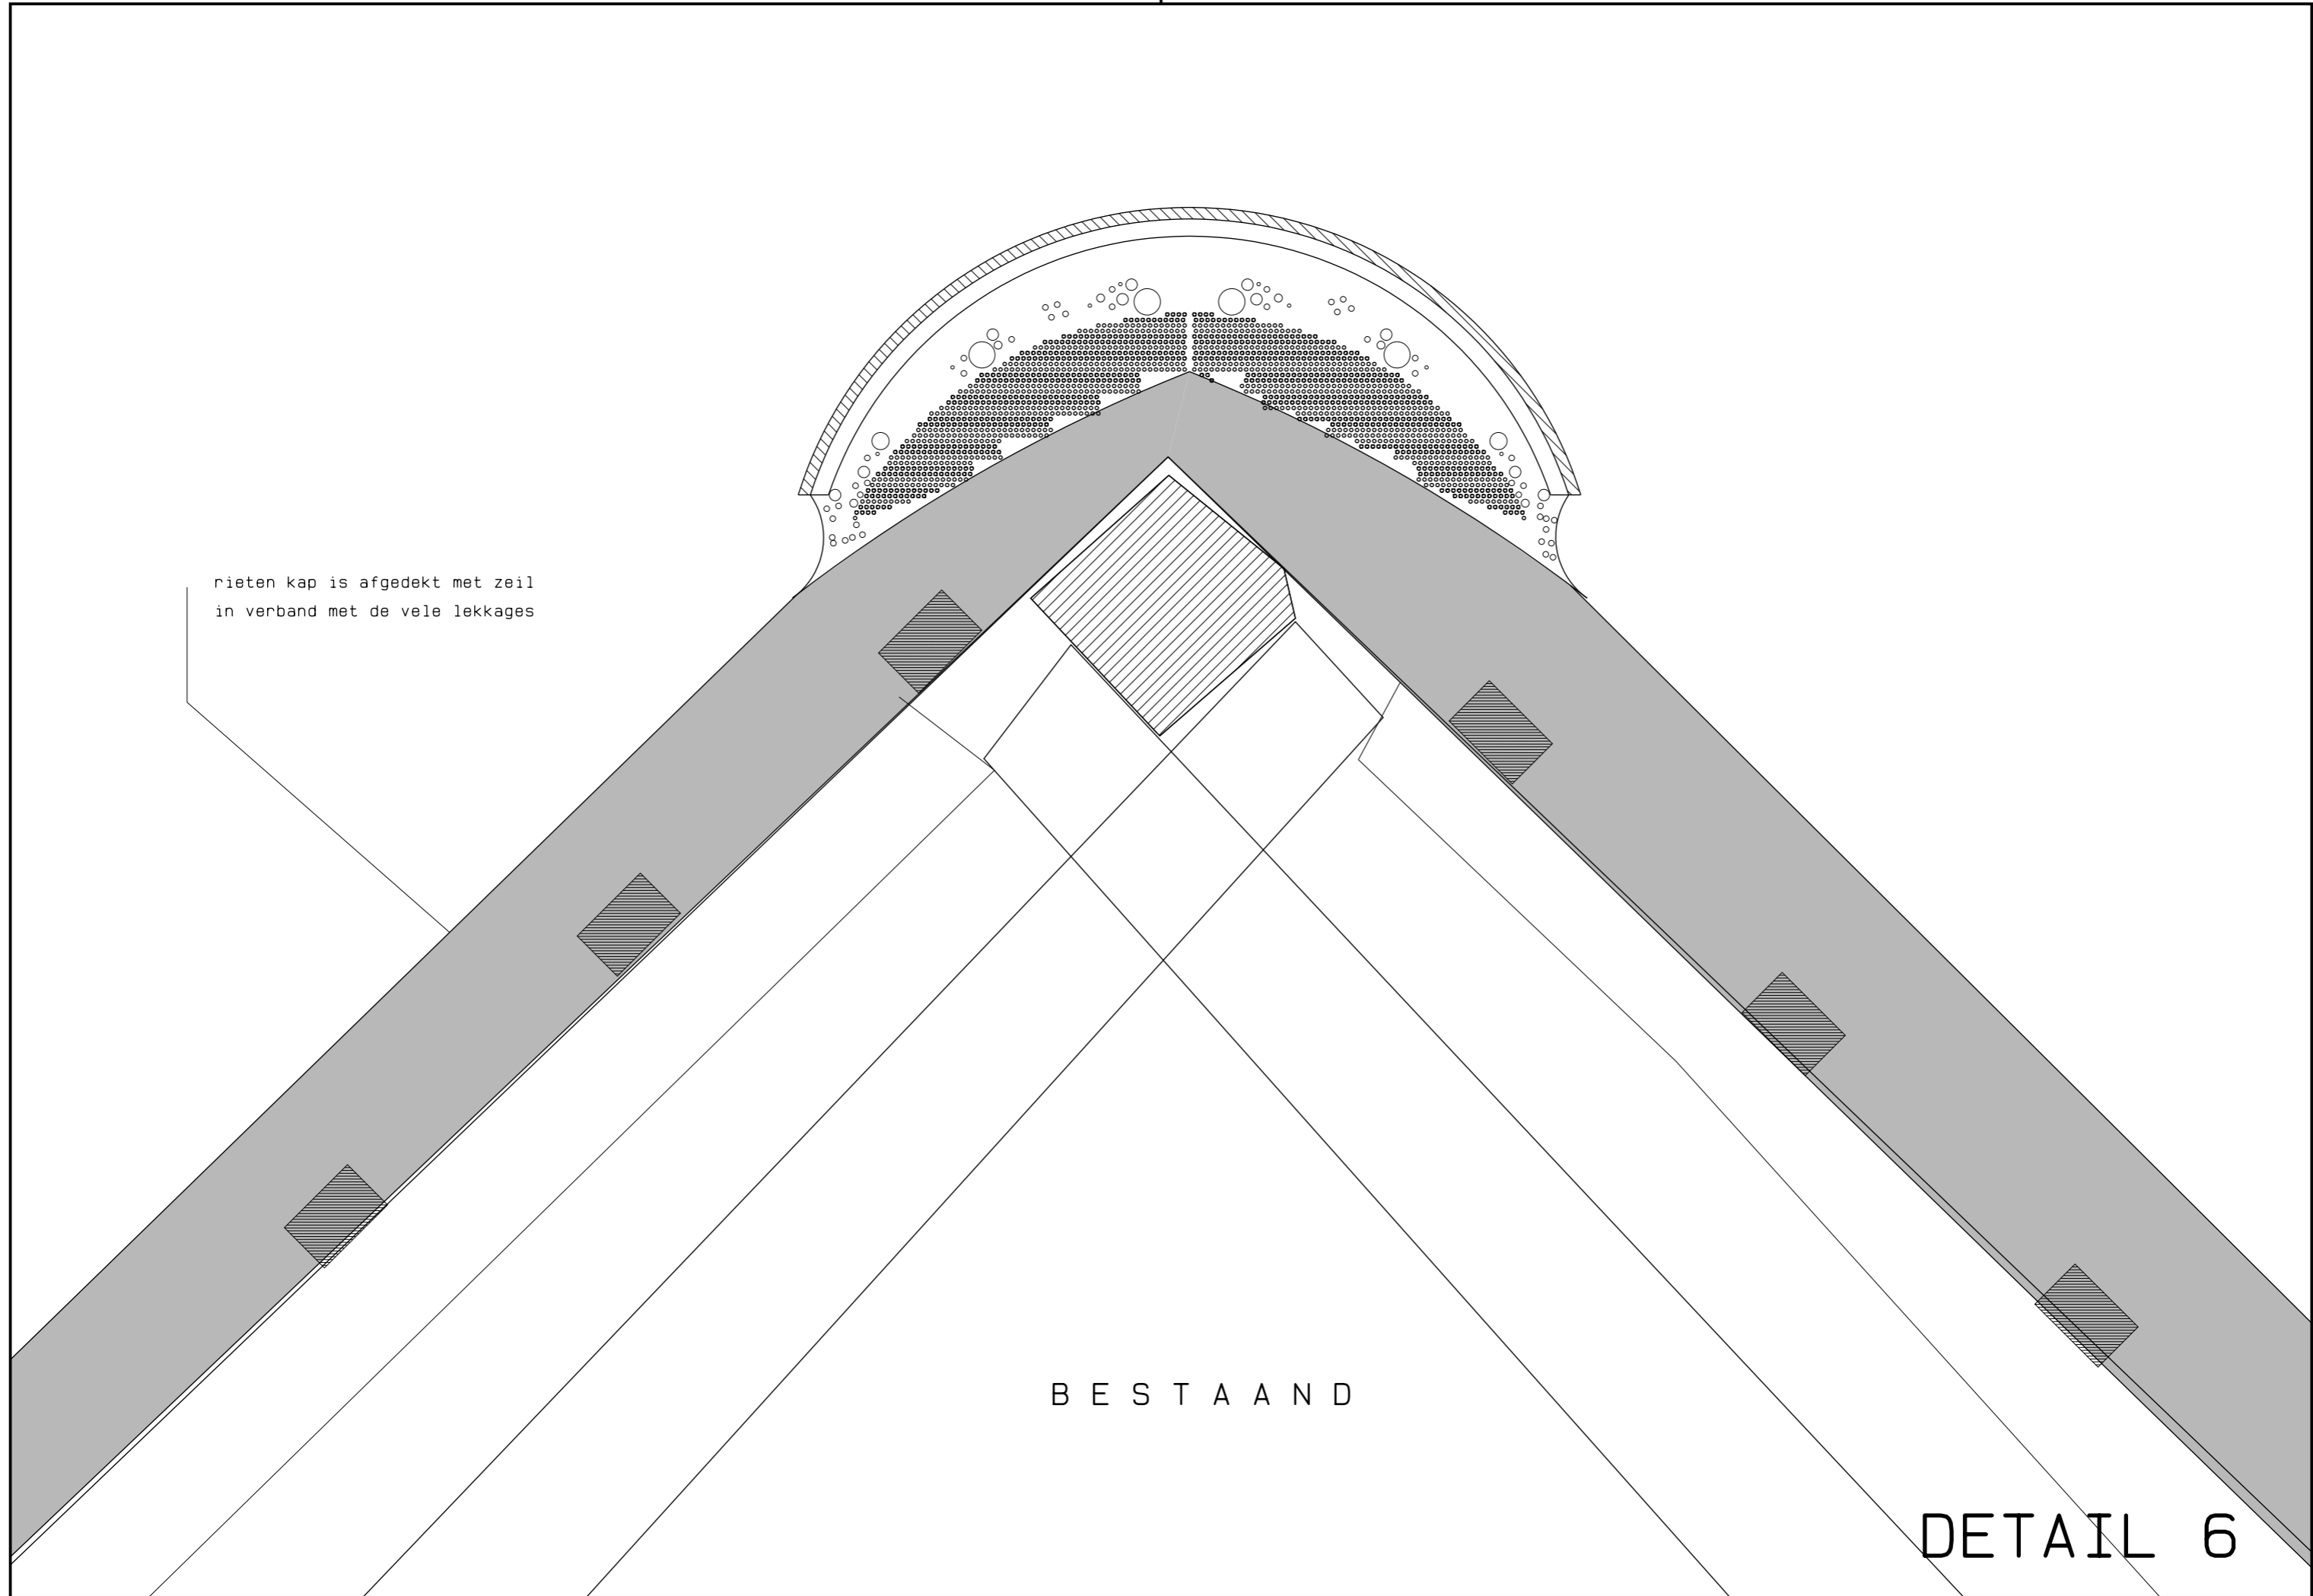 rieten kap is afgedekt met zeil
in verband met de vele lekkages
BESTAAND
DETAIL 6